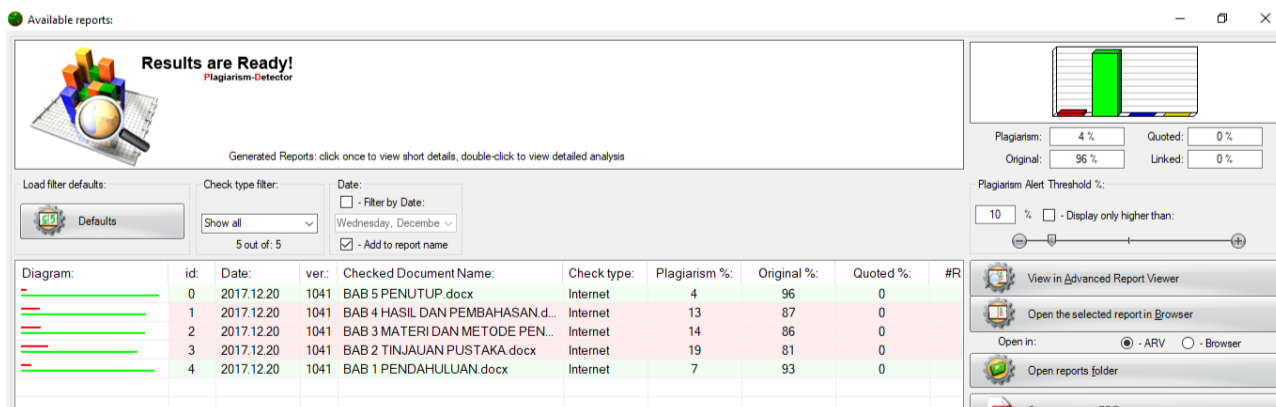 Available reports:
Results are Ready!
Plagiarism-Detector
Generated Reports: click once to view short details, double-click to view detailed analysis
Plagiarism: 4 % Quoted: 0 %
Original: 96 % Linked: 0 %
Load filter defaults: Check type filter: Date:
- Filter by Date:
Defaults Show all Wednesday, Decembe
5 out of: 5 - Add to report name
Plagiarism Alert Threshold %:
10 % - Display only higher than:
Diagram: id: Date: ver.: Checked Document Name: Check type: Plagiarism %: Original %: Quoted %: #R
0 2017.12.20 1041 BAB 5 PENUTUP.docx Internet 4 96 0
1 2017.12.20 1041 BAB 4 HASIL DAN PEMBAHASAN.d... Internet 13 87 0
2 2017.12.20 1041 BAB 3 MATERI DAN METODE PEN... Internet 14 86 0
3 2017.12.20 1041 BAB 2 TINJAUAN PUSTAKA.docx Internet 19 81 0
4 2017.12.20 1041 BAB 1 PENDAHULUAN.docx Internet 7 93 0
View in Advanced Report Viewer
Open the selected report in Browser
Open in: - ARV - Browser
Open reports folder